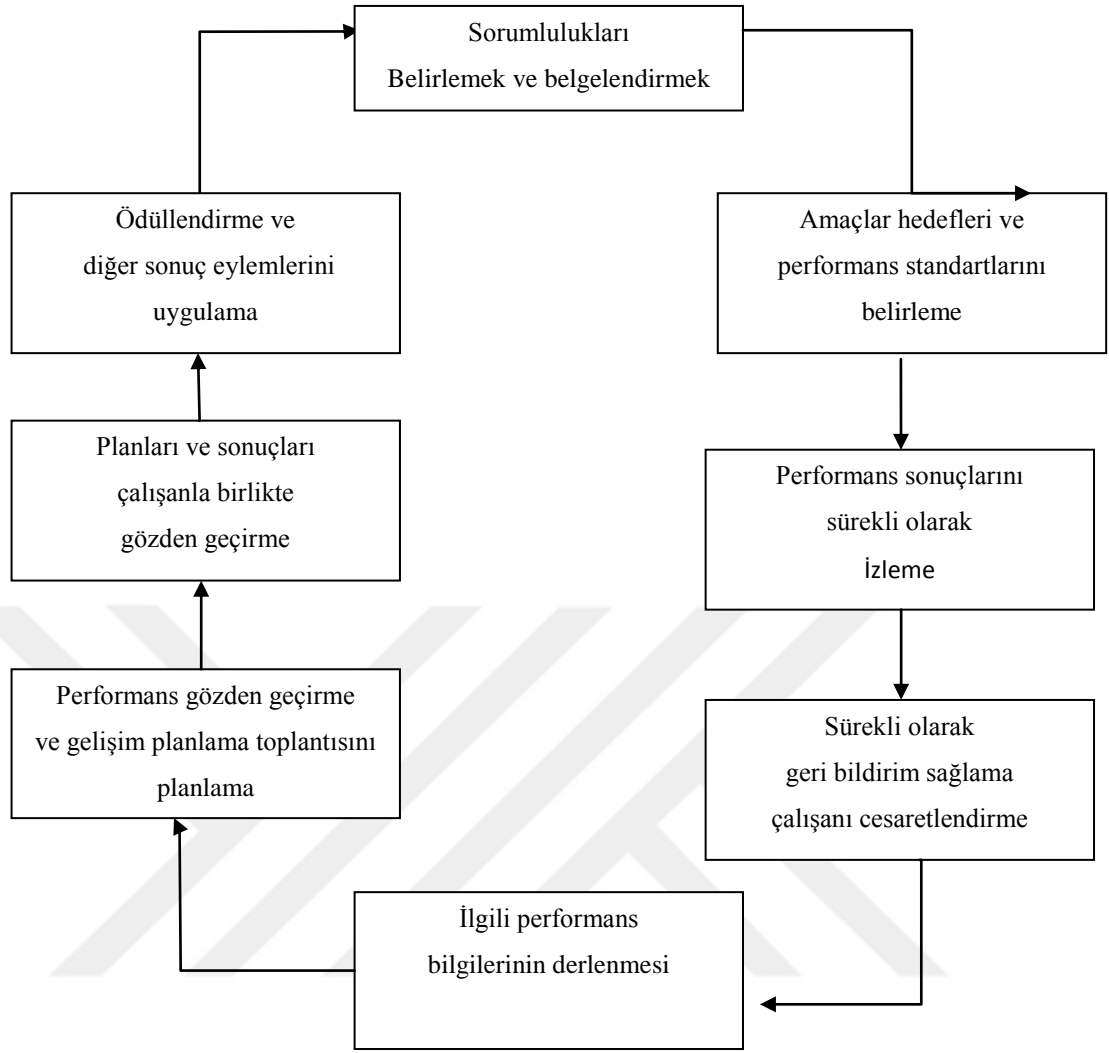 Sorumlulukları
Belirlemek ve belgelendirmek
Ödüllendirme ve
diğer sonuç eylemlerini
uygulama
Amaçlar hedefleri ve
performans standartlarını
belirleme
Planları ve sonuçları
çalışanla birlikte
gözden geçirme
Performans sonuçlarını
sürekli olarak
İzleme
Performans gözden geçirme
ve gelişim planlama toplantısını
planlama
Sürekli olarak
geri bildirim sağlama
çalışanı cesaretlendirme
İlgili performans
bilgilerinin derlenmesi